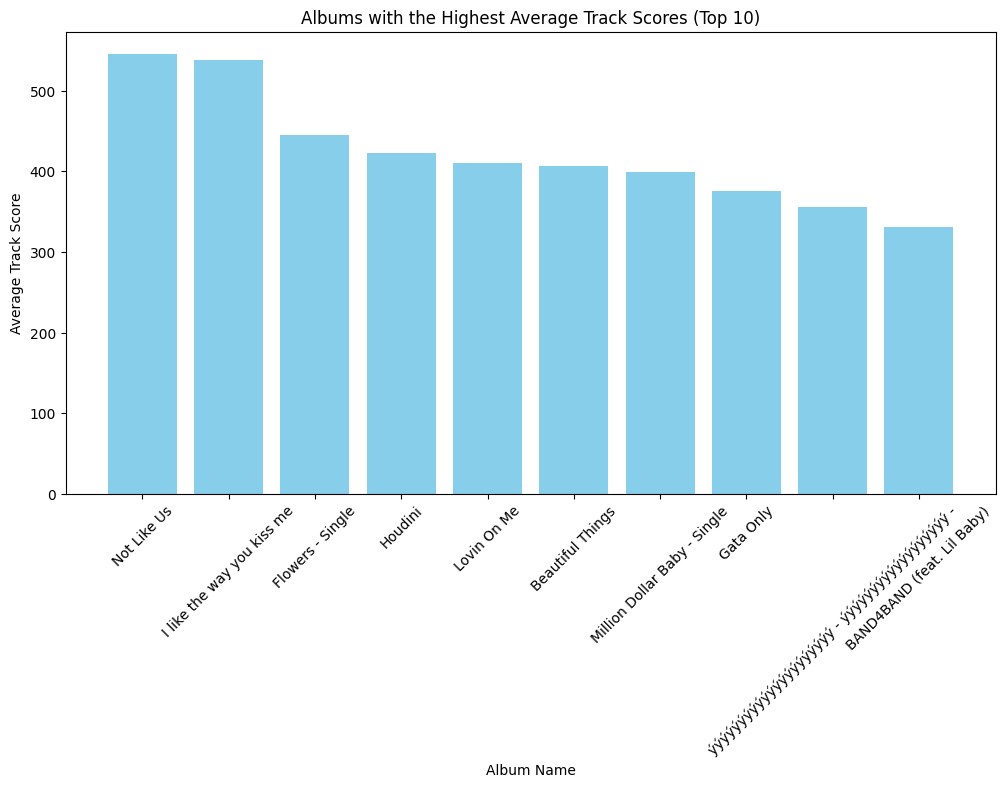 Albums with the Highest Average Track Scores (Top 10)
Average Track Score
500
400
300
200
100
0
Not Like Us
I like the way you kiss me
Flowers - Single
Houdini
Lovin On Me
Beautiful Things
Million Dollar Baby - Single
Gata Only
BAND4BAND (feat. Lil Baby)
Album Name